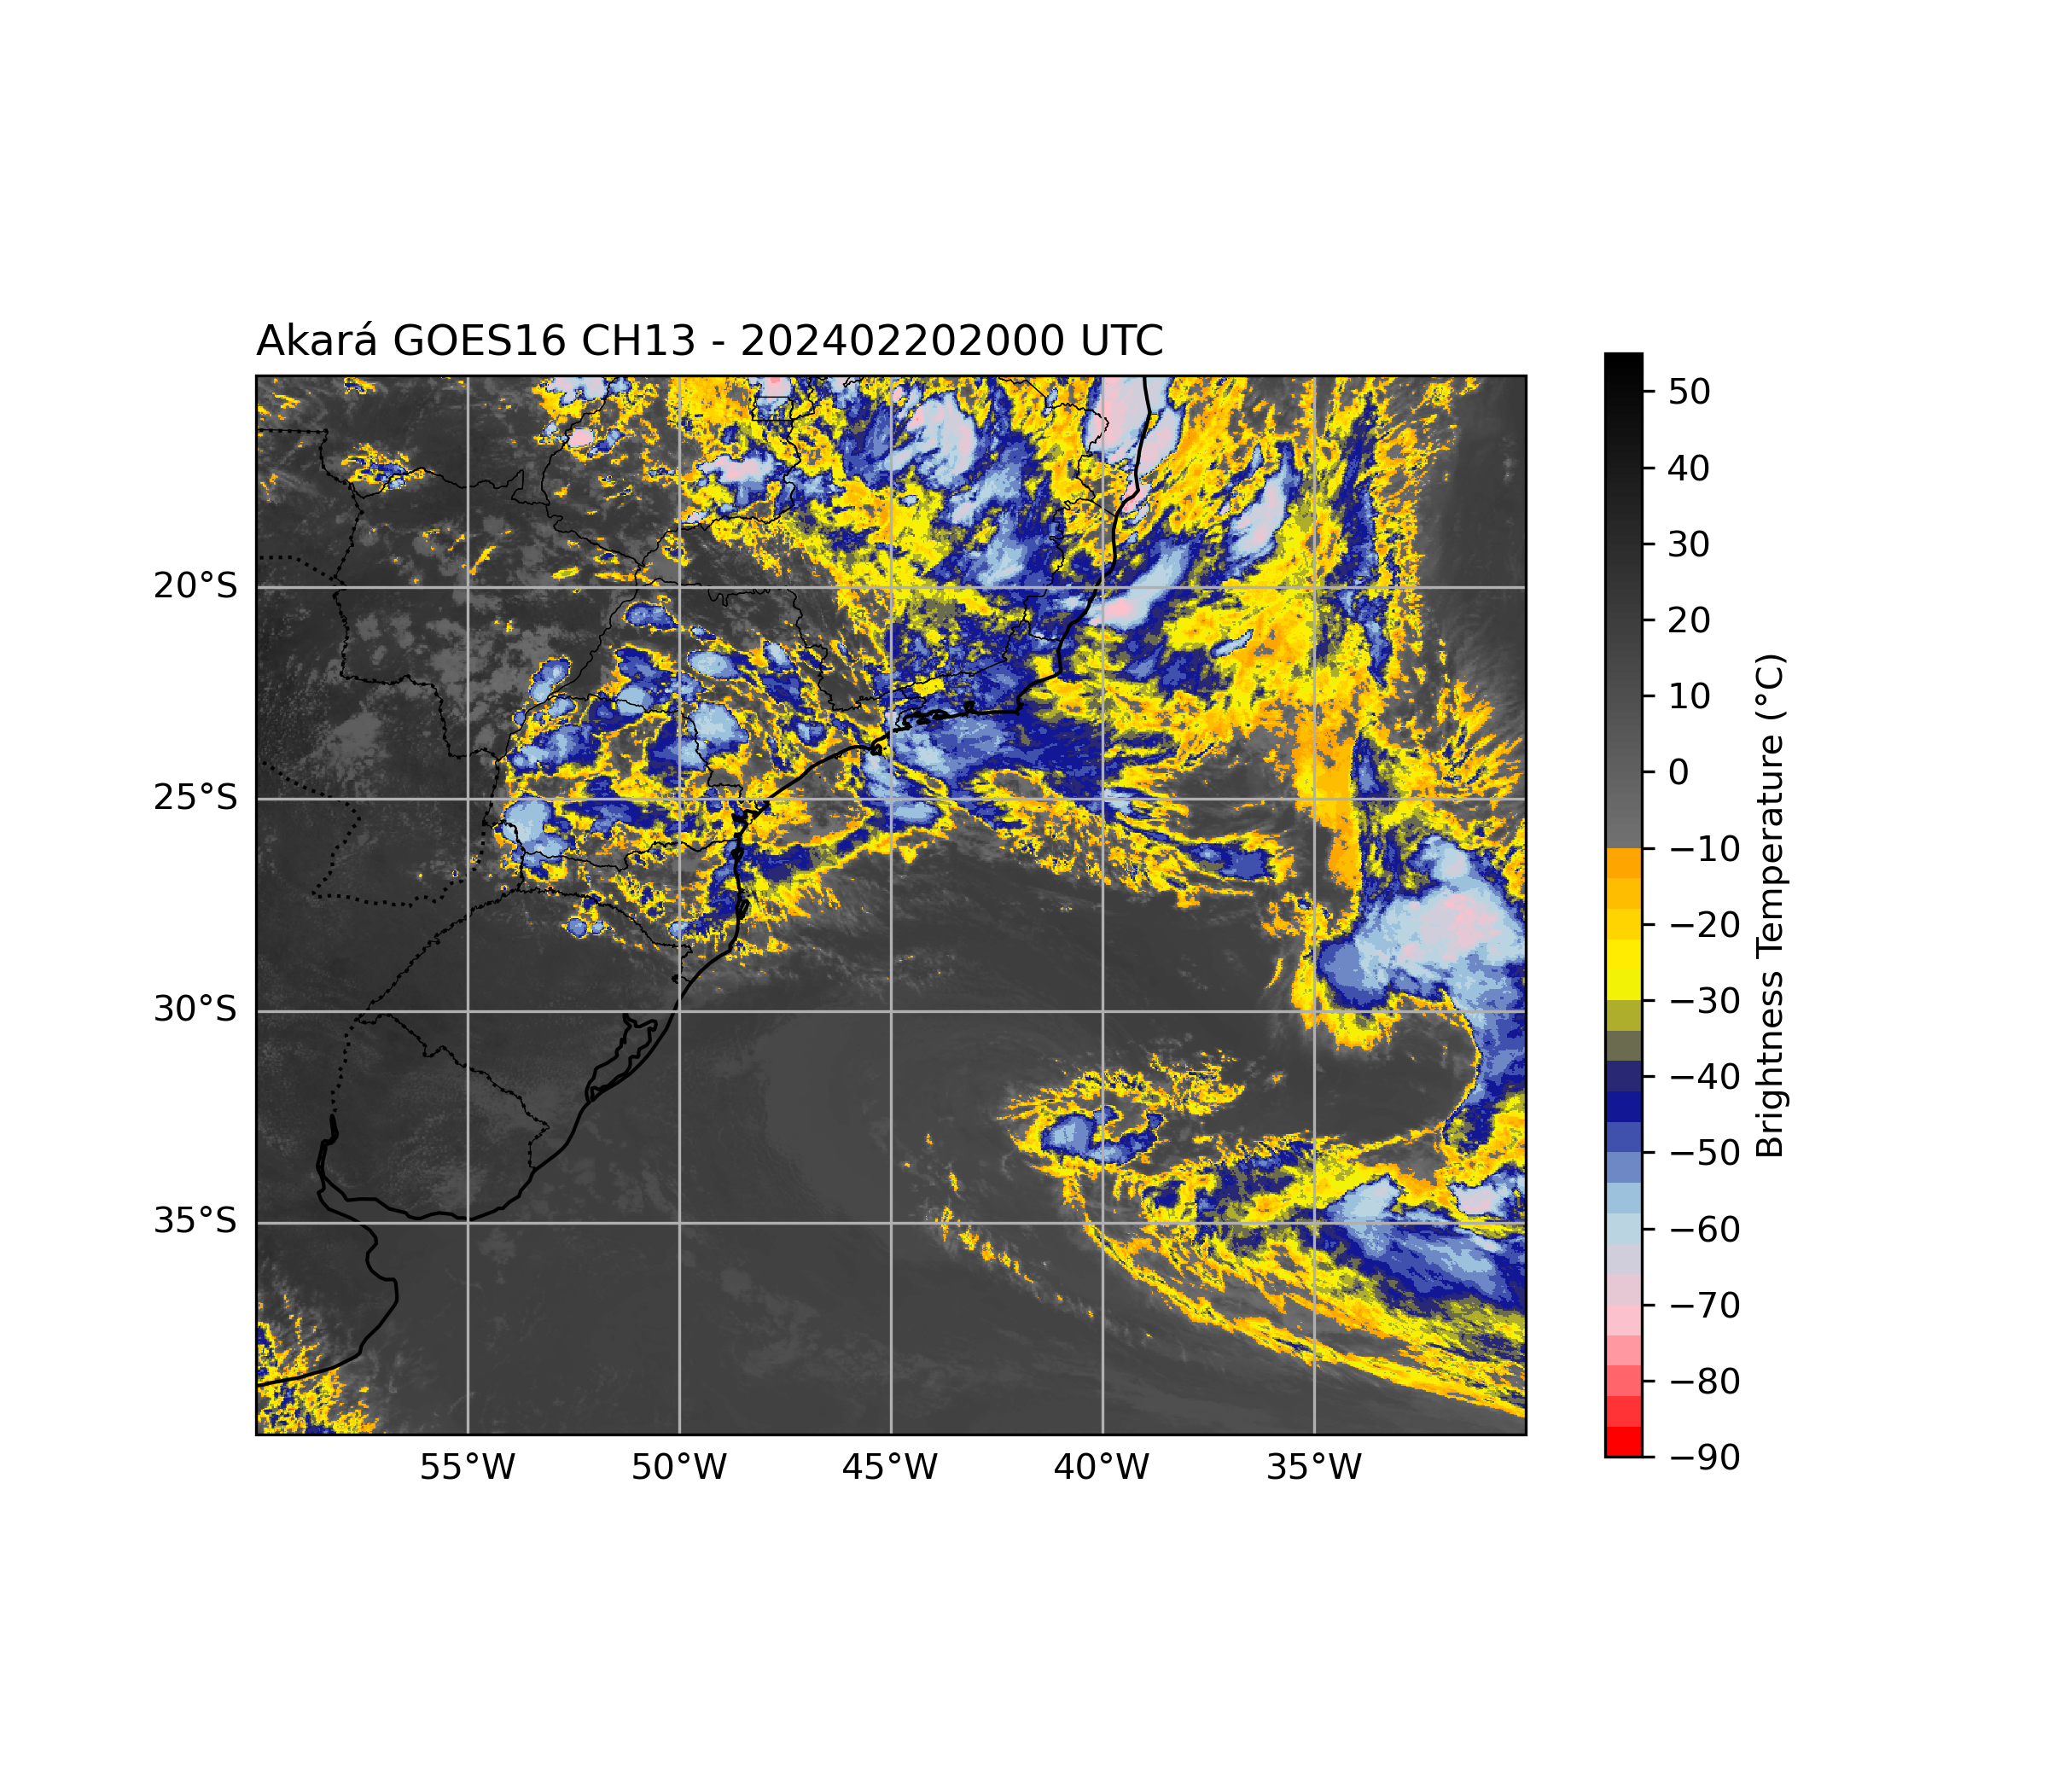 Akará GOES16 CH13 - 202402202000 UTC
20°S
25°S
30°S
35°S
55°W
50°W
45°W
40°W
35°W
50
40
30
20
10
0
−10
−20
−30
−40
−50
−60
−70
−80
−90
Brightness Temperature (°C)